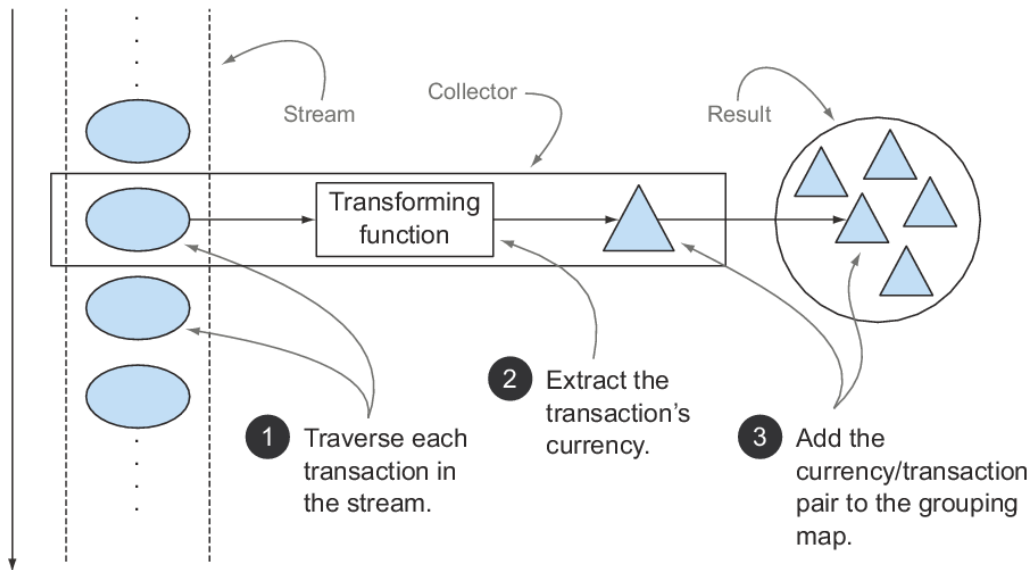 Stream
Collector
Result
Transforming
function
1
Traverse each
transaction in
the stream.
2
Extract the
transaction's
currency.
3
Add the
currency/transaction
pair to the grouping
map.